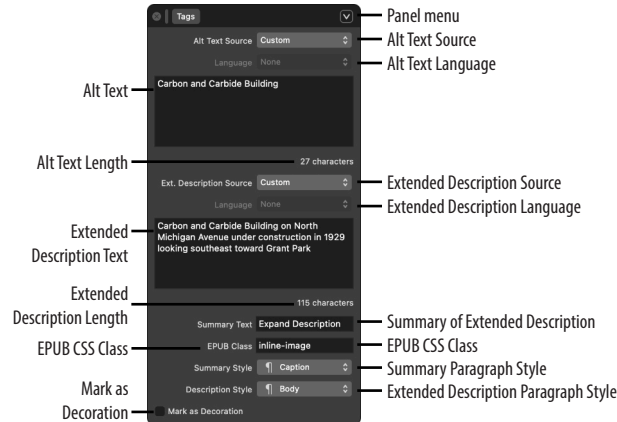 Tags
Panel menu
Alt Text Source Custom
Alt Text Source
Language None
Alt Text Language
Alt Text
Carbon and Carbide Building
Alt Text Length
27 characters
Ext. Description Source Custom
Extended Description Source
Language None
Extended Description Language
Extended
Description Text
Carbon and Carbide Building on North
Michigan Avenue under construction in 1929
looking southeast toward Grant Park
Extended
Description Length
115 characters
Summary Text Expand Description
Summary of Extended Description
EPUB CSS Class
EPUB Class inline-image
EPUB CSS Class
Summary Style ¶ Caption
Summary Paragraph Style
Description Style ¶ Body
Extended Description Paragraph Style
Mark as
Decoration
Mark as Decoration